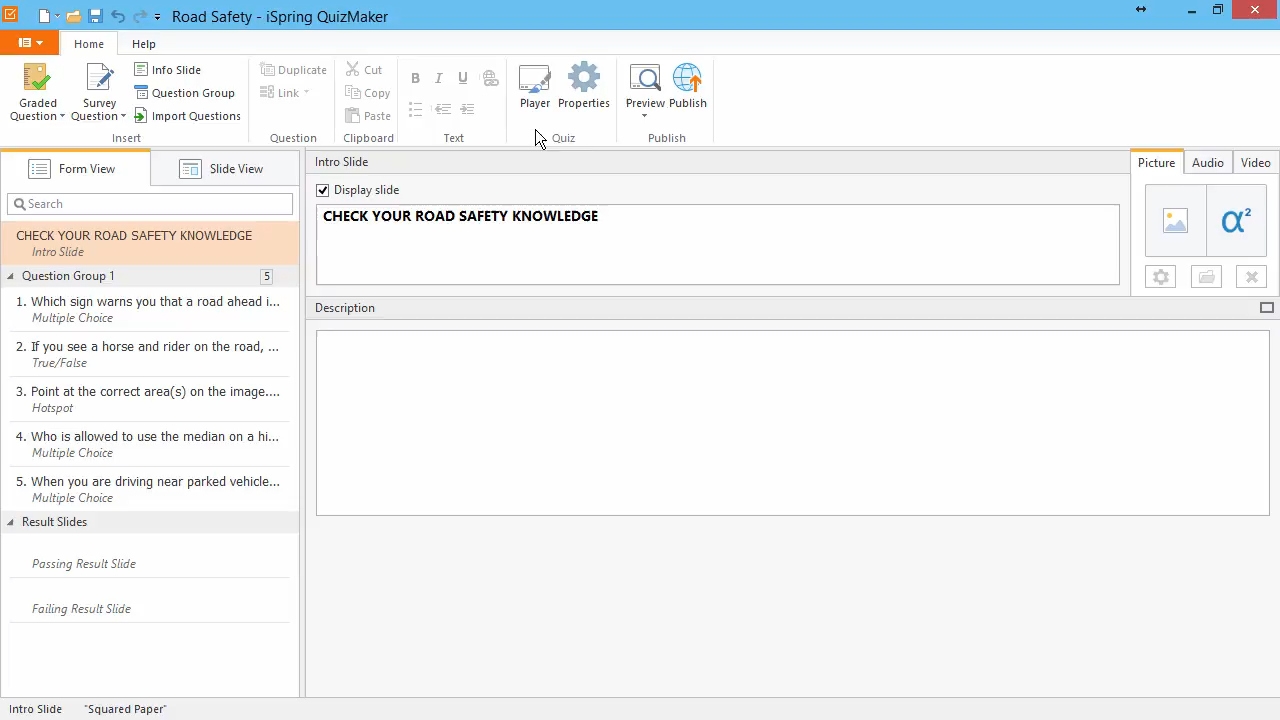 Road Safety - iSpring QuizMaker
Home
Help
Graded
Question
Survey
Question
Info Slide
Question Group
Import Questions
Insert
Duplicate
Link
Question
Cut
Copy
Paste
Clipboard
B I U
Text
Player
Properties
Quiz
Preview
Publish
Publish
Form View
Slide View
Search
CHECK YOUR ROAD SAFETY KNOWLEDGE
Intro Slide
Question Group 1
5
1. Which sign warns you that a road ahead i...
Multiple Choice
2. If you see a horse and rider on the road, ...
True/False
3. Point at the correct area(s) on the image....
Hotspot
4. Who is allowed to use the median on a hi...
Multiple Choice
5. When you are driving near parked vehicle...
Multiple Choice
Result Slides
Passing Result Slide
Failing Result Slide
Intro Slide
Display slide
CHECK YOUR ROAD SAFETY KNOWLEDGE
Description
Picture
Audio
Video
α²
Intro Slide
"Squared Paper"